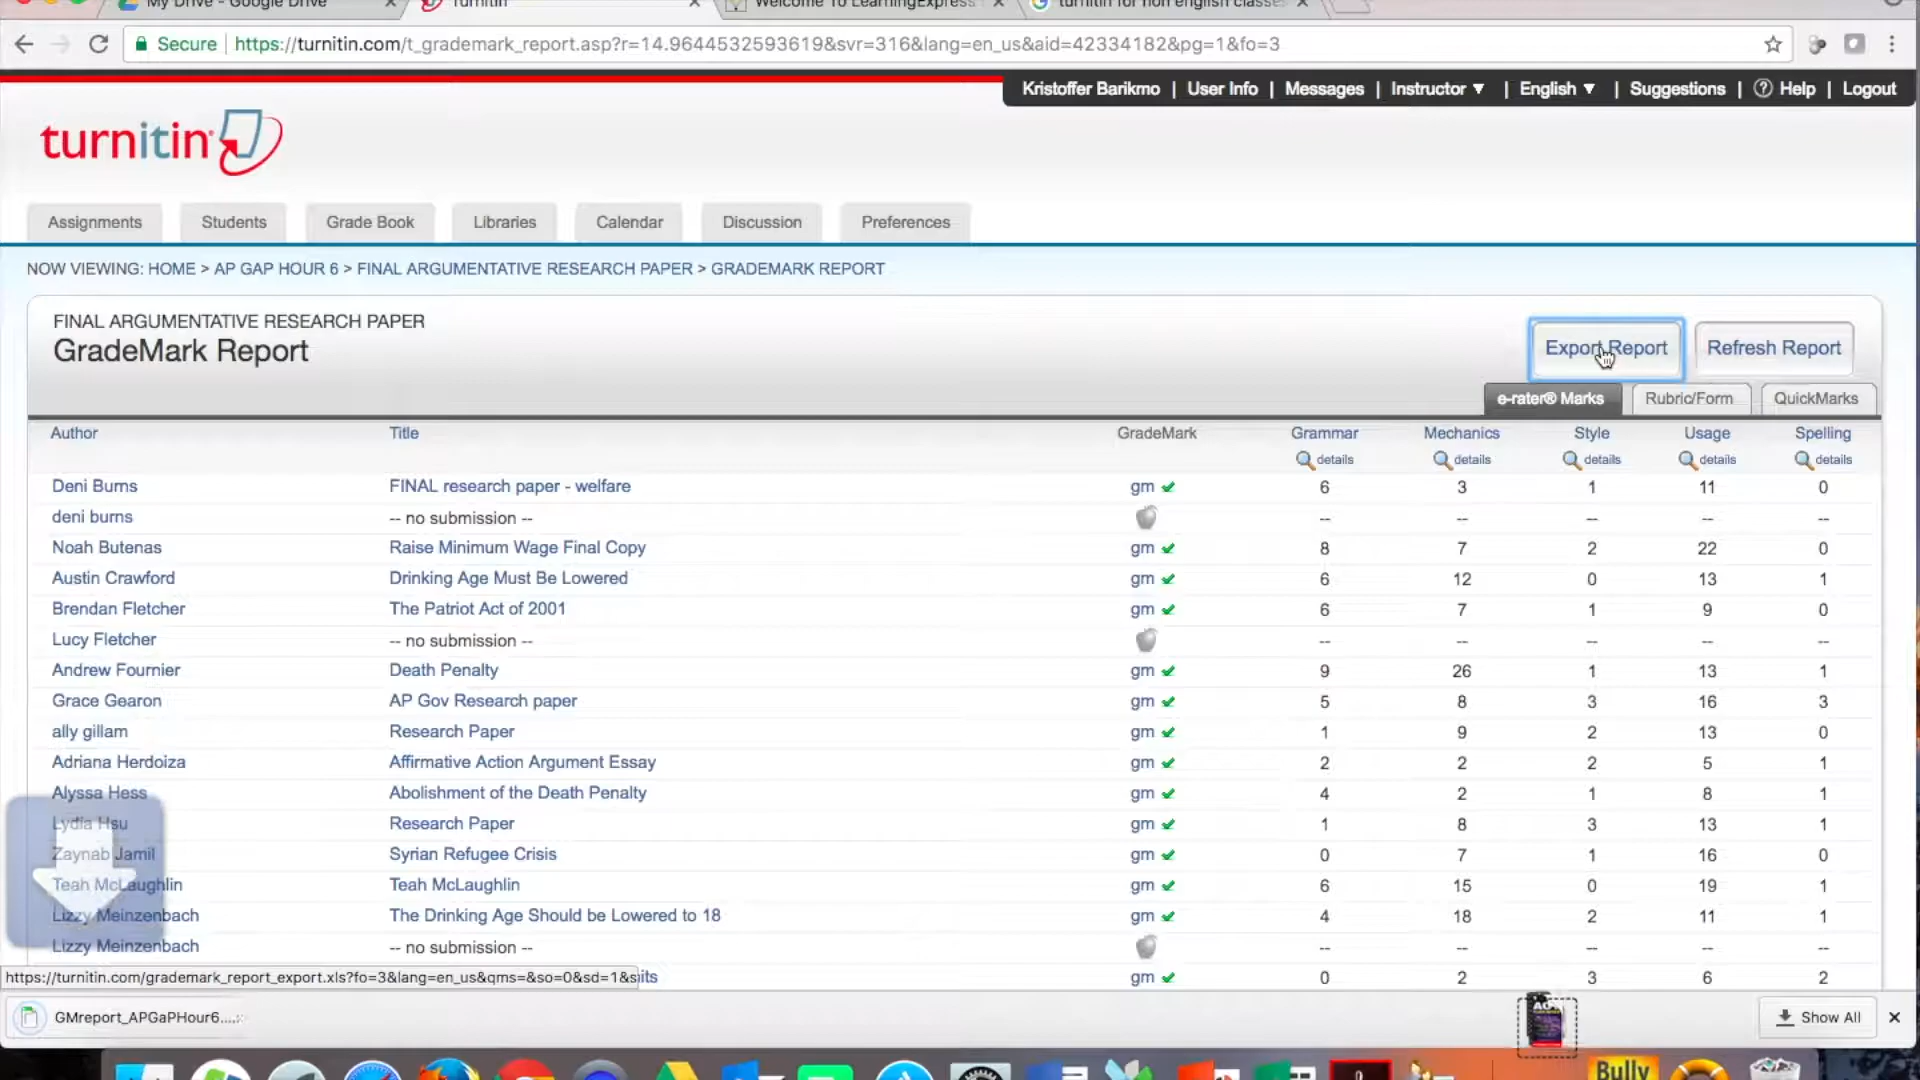 My Drive - Google Drive
turnitin
Welcome To LearningExpress
turnitin for non english classe
Secure https://turnitin.com/t_grademark_report.asp?r=14.9644532593619&svr=316&lang=en_us&aid=42334182&pg=1&fo=3
Kristoffer Barikmo | User Info | Messages | Instructor ▼ | English ▼ | Suggestions | ? Help | Logout
turnitin
Assignments Students Grade Book Libraries Calendar Discussion Preferences
NOW VIEWING: HOME > AP GAP HOUR 6 > FINAL ARGUMENTATIVE RESEARCH PAPER > GRADEMARK REPORT
FINAL ARGUMENTATIVE RESEARCH PAPER
GradeMark Report
Export Report Refresh Report
e-rater® Marks Rubric/Form QuickMarks
Author Title GradeMark Grammar Mechanics Style Usage Spelling
details details details details details
Deni Burns FINAL research paper - welfare gm 6 3 1 11 0
deni burns -- no submission -- -- -- -- -- --
Noah Butenas Raise Minimum Wage Final Copy gm 8 7 2 22 0
Austin Crawford Drinking Age Must Be Lowered gm 6 12 0 13 1
Brendan Fletcher The Patriot Act of 2001 gm 6 7 1 9 0
Lucy Fletcher -- no submission -- -- -- -- -- --
Andrew Fournier Death Penalty gm 9 26 1 13 1
Grace Gearon AP Gov Research paper gm 5 8 3 16 3
ally gillam Research Paper gm 1 9 2 13 0
Adriana Herdoiza Affirmative Action Argument Essay gm 2 2 2 5 1
Alyssa Hess Abolishment of the Death Penalty gm 4 2 1 8 1
Lydia Hsu Research Paper gm 1 8 3 13 1
Zaynab Jamil Syrian Refugee Crisis gm 0 7 1 16 0
Teah McLaughlin Teah McLaughlin gm 6 15 0 19 1
Lizzy Meinzenbach The Drinking Age Should be Lowered to 18 gm 4 18 2 11 1
Lizzy Meinzenbach -- no submission -- -- -- -- -- --
https://turnitin.com/grademark_report_export.xls?fo=3&lang=en_us&qms=&so=0&sd=1&s its gm 0 2 3 6 2
GMreport_APGaPHour6.... Show All
Bully